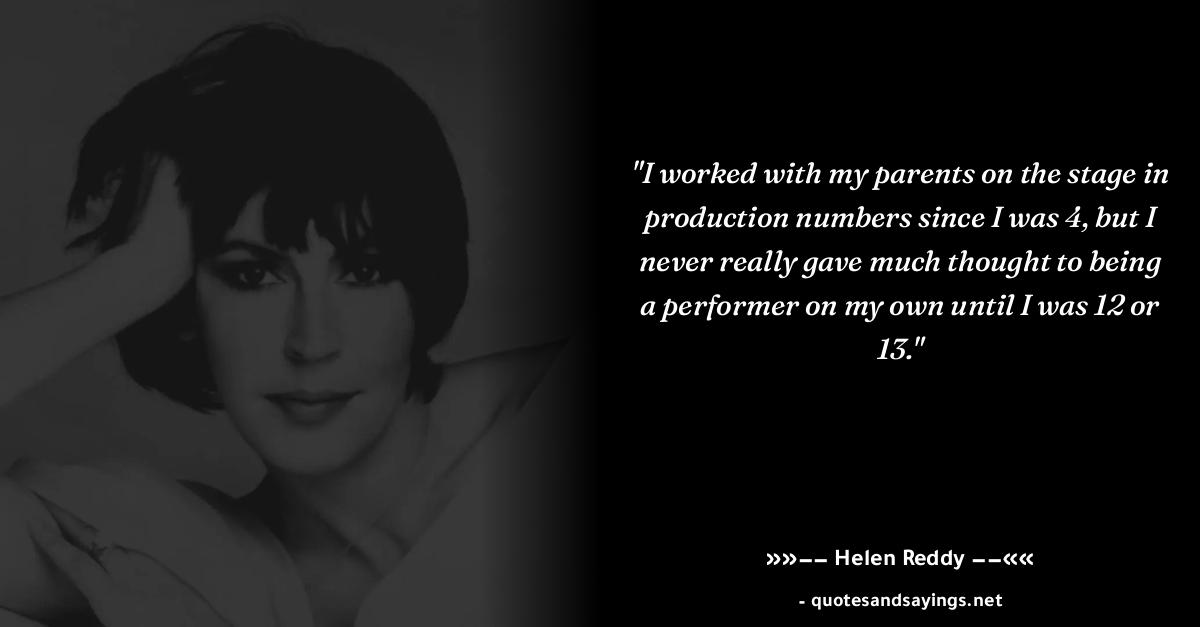 "I worked with my parents on the stage in
production numbers since I was 4, but I
never really gave much thought to being
a performer on my own until I was 12 or
13."
»»–– Helen Reddy ––««
- quotesandsayings.net